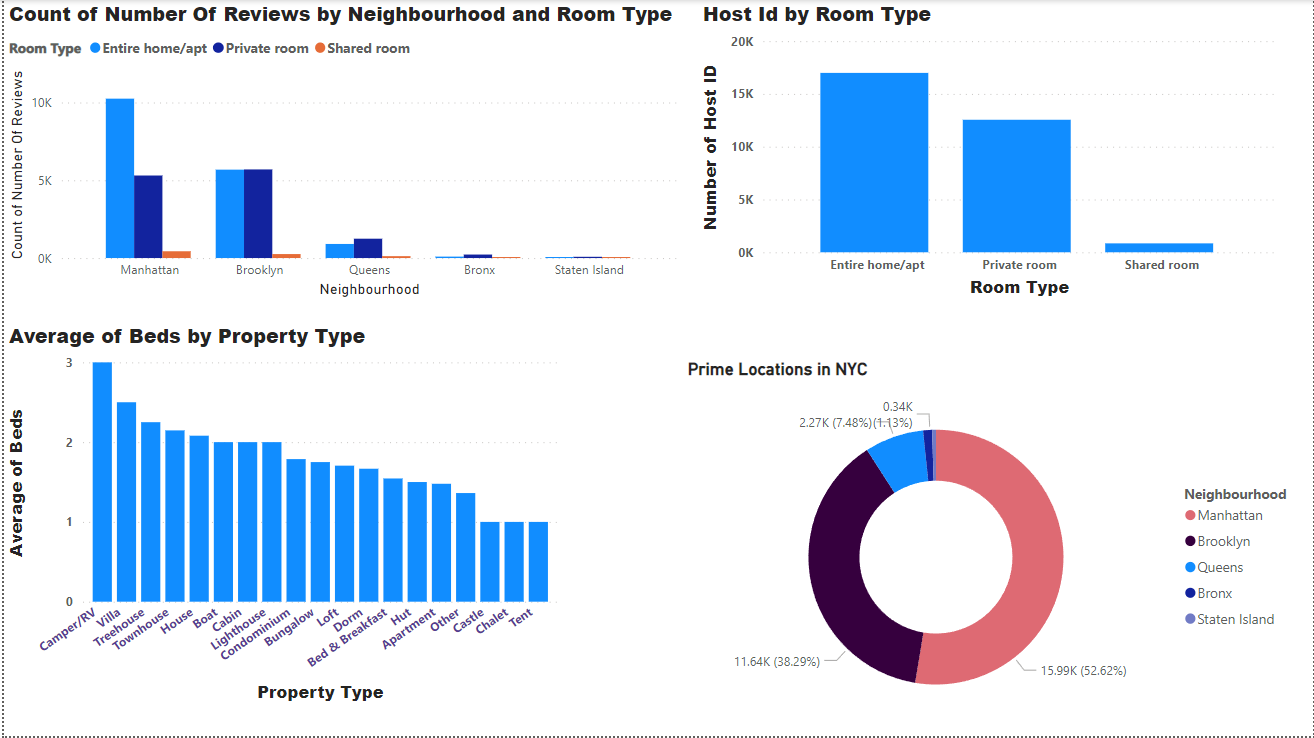 Count of Number Of Reviews by Neighbourhood and Room Type
Room Type Entire home/apt Private room Shared room
Count of Number Of Reviews
10K
5K
0K
Manhattan Brooklyn Queens Bronx Staten Island
Neighbourhood
Host Id by Room Type
Number of Host ID
20K
15K
10K
5K
0K
Entire home/apt Private room Shared room
Room Type
Average of Beds by Property Type
Average of Beds
3
2
1
0
Camper/RV
Villa
Treehouse
Townhouse
House
Boat
Cabin
Lighthouse
Condominium
Bungalow
Loft
Dorm
Bed & Breakfast
Hut
Apartment
Other
Castle
Chalet
Tent
Property Type
Prime Locations in NYC
0.34K
(1.13%)
2.27K (7.48%)
11.64K (38.29%)
15.99K (52.62%)
Neighbourhood
Manhattan
Brooklyn
Queens
Bronx
Staten Island